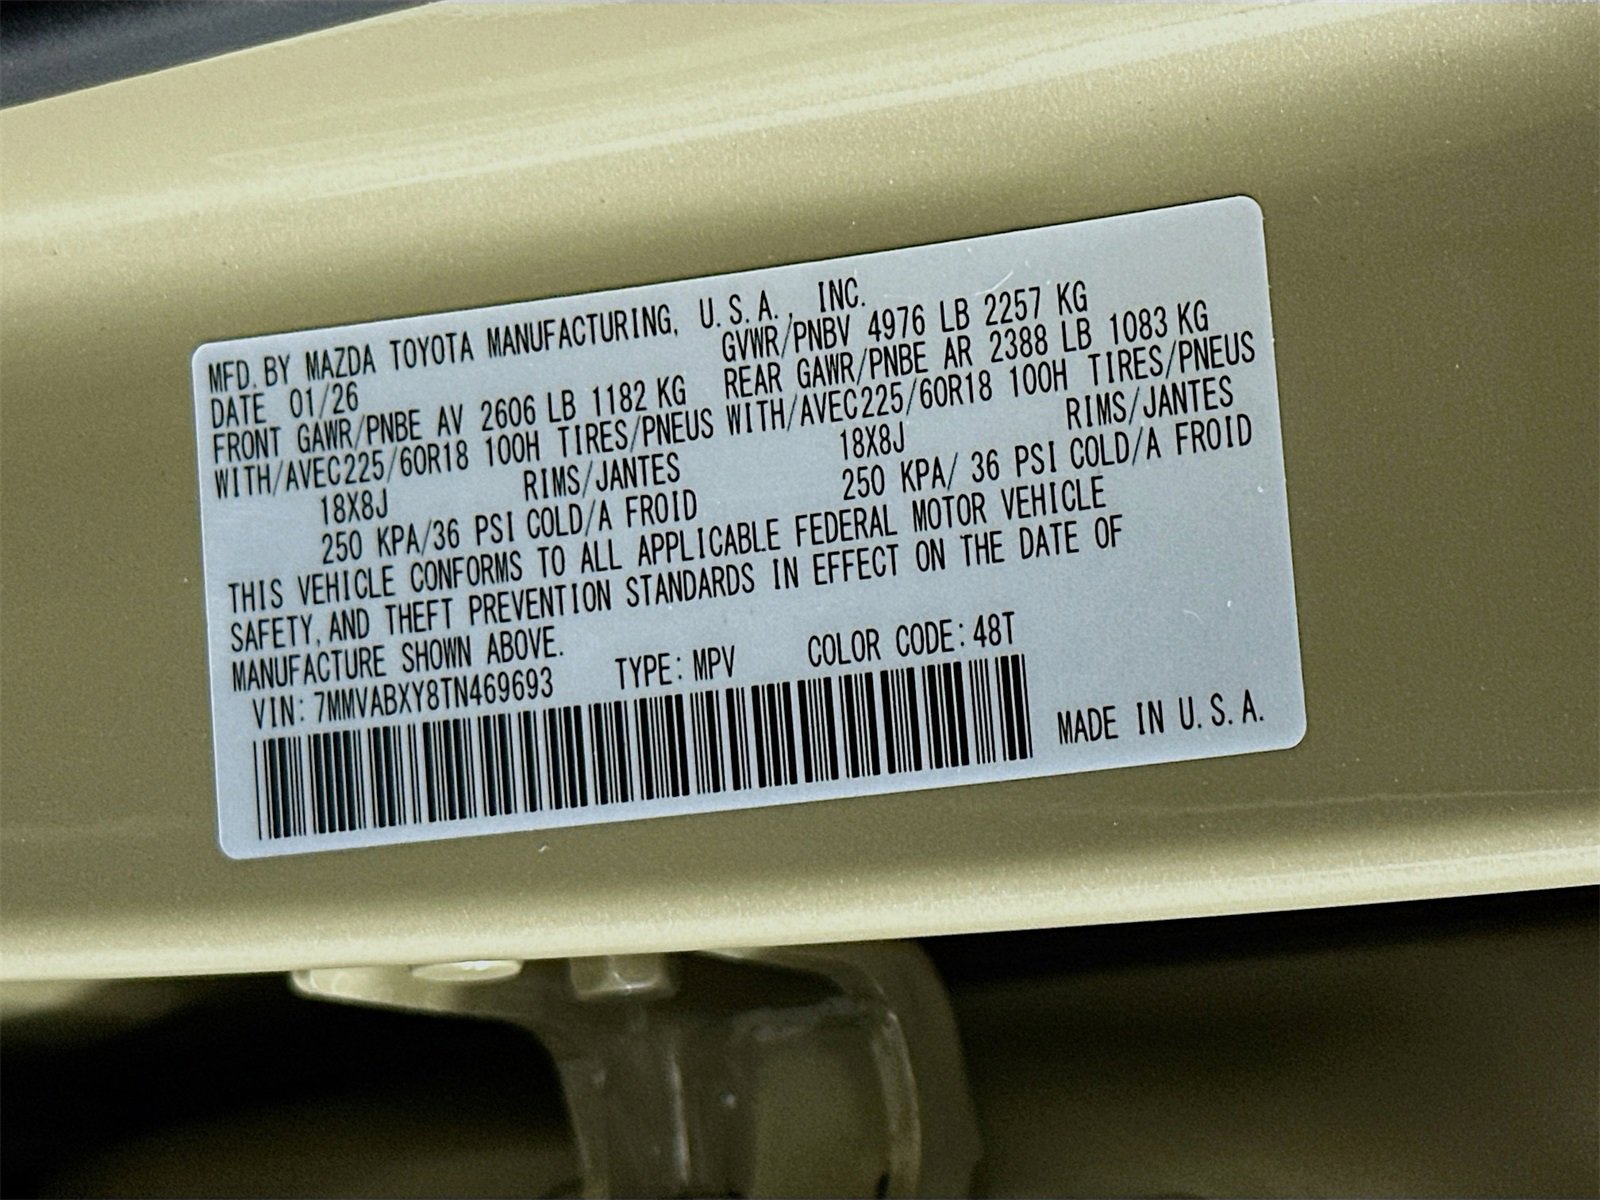 MFD. BY MAZDA TOYOTA MANUFACTURING, U.S.A., INC.
DATE 01/26 GVWR/PNBV 4976 LB 2257 KG
FRONT GAWR/PNBE AV 2606 LB 1182 KG REAR GAWR/PNBE AR 2388 LB 1083 KG
WITH/AVEC225/60R18 100H TIRES/PNEUS WITH/AVEC225/60R18 100H TIRES/PNEUS
18X8J RIMS/JANTES 18X8J RIMS/JANTES
250 KPA/36 PSI COLD/A FROID 250 KPA/ 36 PSI COLD/A FROID
THIS VEHICLE CONFORMS TO ALL APPLICABLE FEDERAL MOTOR VEHICLE
SAFETY, AND THEFT PREVENTION STANDARDS IN EFFECT ON THE DATE OF
MANUFACTURE SHOWN ABOVE.
VIN: 7MMVABXY8TN469693 TYPE: MPV COLOR CODE: 48T
MADE IN U.S.A.